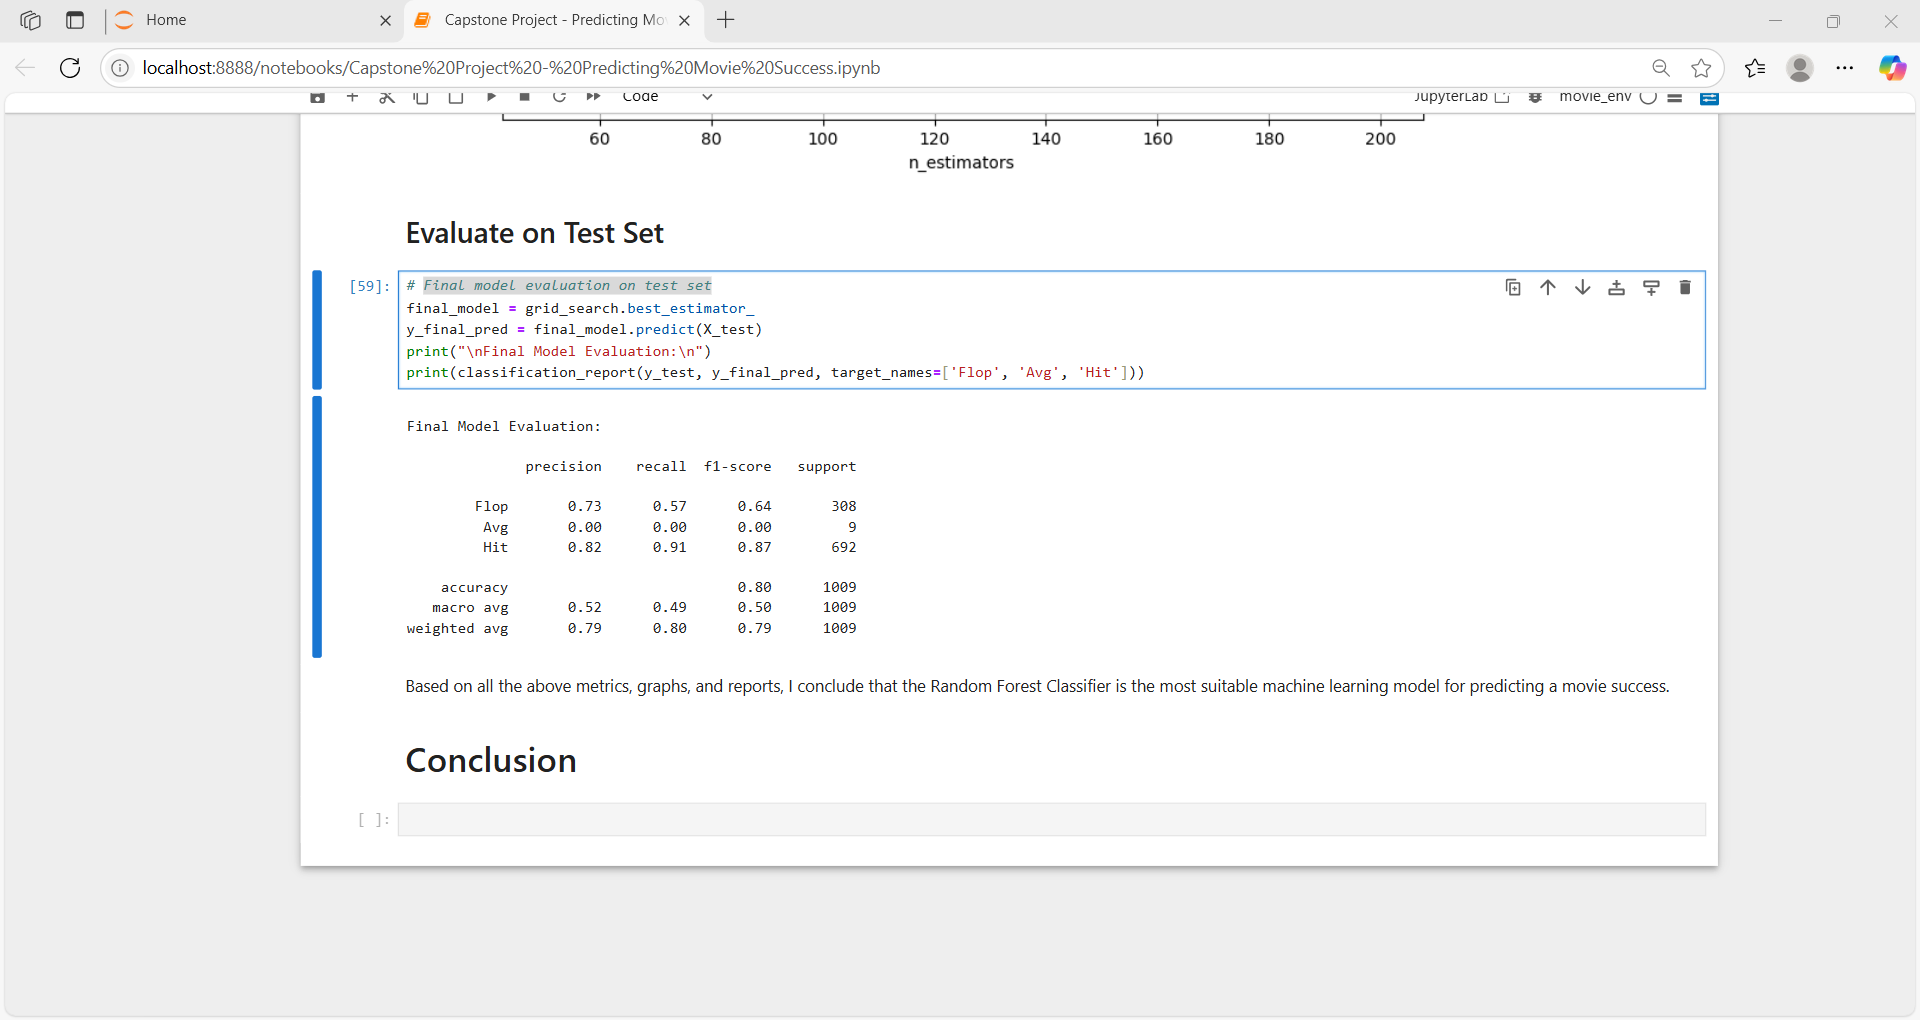 Home
Capstone Project - Predicting Mo
localhost:8888/notebooks/Capstone%20Project%20-%20Predicting%20Movie%20Success.ipynb
Code
JupyterLab
movie_env
60 80 100 120 140 160 180 200
n_estimators
Evaluate on Test Set
[59]:
# Final model evaluation on test set
final_model = grid_search.best_estimator_
y_final_pred = final_model.predict(X_test)
print("\nFinal Model Evaluation:\n")
print(classification_report(y_test, y_final_pred, target_names=['Flop', 'Avg', 'Hit']))
Final Model Evaluation:
precision recall f1-score support
Flop 0.73 0.57 0.64 308
Avg 0.00 0.00 0.00 9
Hit 0.82 0.91 0.87 692
accuracy 0.80 1009
macro avg 0.52 0.49 0.50 1009
weighted avg 0.79 0.80 0.79 1009
Based on all the above metrics, graphs, and reports, I conclude that the Random Forest Classifier is the most suitable machine learning model for predicting a movie success.
Conclusion
[ ]: